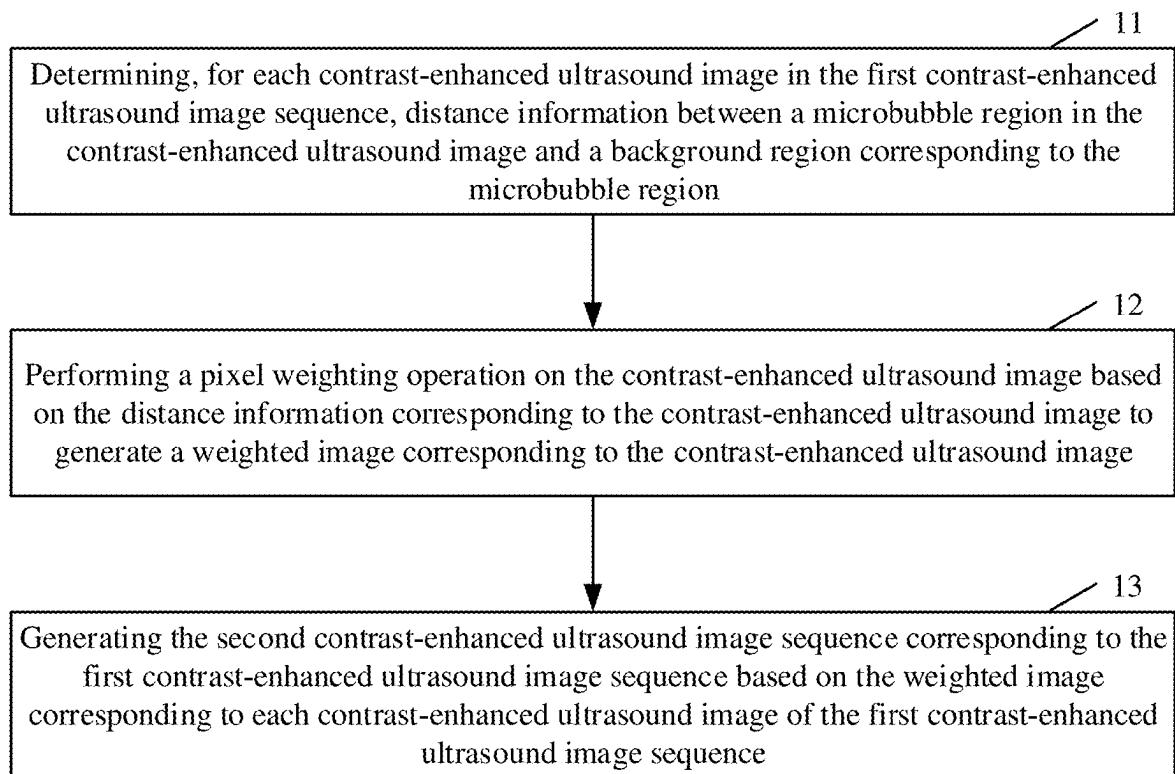 11
Determining, for each contrast-enhanced ultrasound image in the first contrast-enhanced
ultrasound image sequence, distance information between a microbubble region in the
contrast-enhanced ultrasound image and a background region corresponding to the
microbubble region
12
Performing a pixel weighting operation on the contrast-enhanced ultrasound image based
on the distance information corresponding to the contrast-enhanced ultrasound image to
generate a weighted image corresponding to the contrast-enhanced ultrasound image
13
Generating the second contrast-enhanced ultrasound image sequence corresponding to the
first contrast-enhanced ultrasound image sequence based on the weighted image
corresponding to each contrast-enhanced ultrasound image of the first contrast-enhanced
ultrasound image sequence